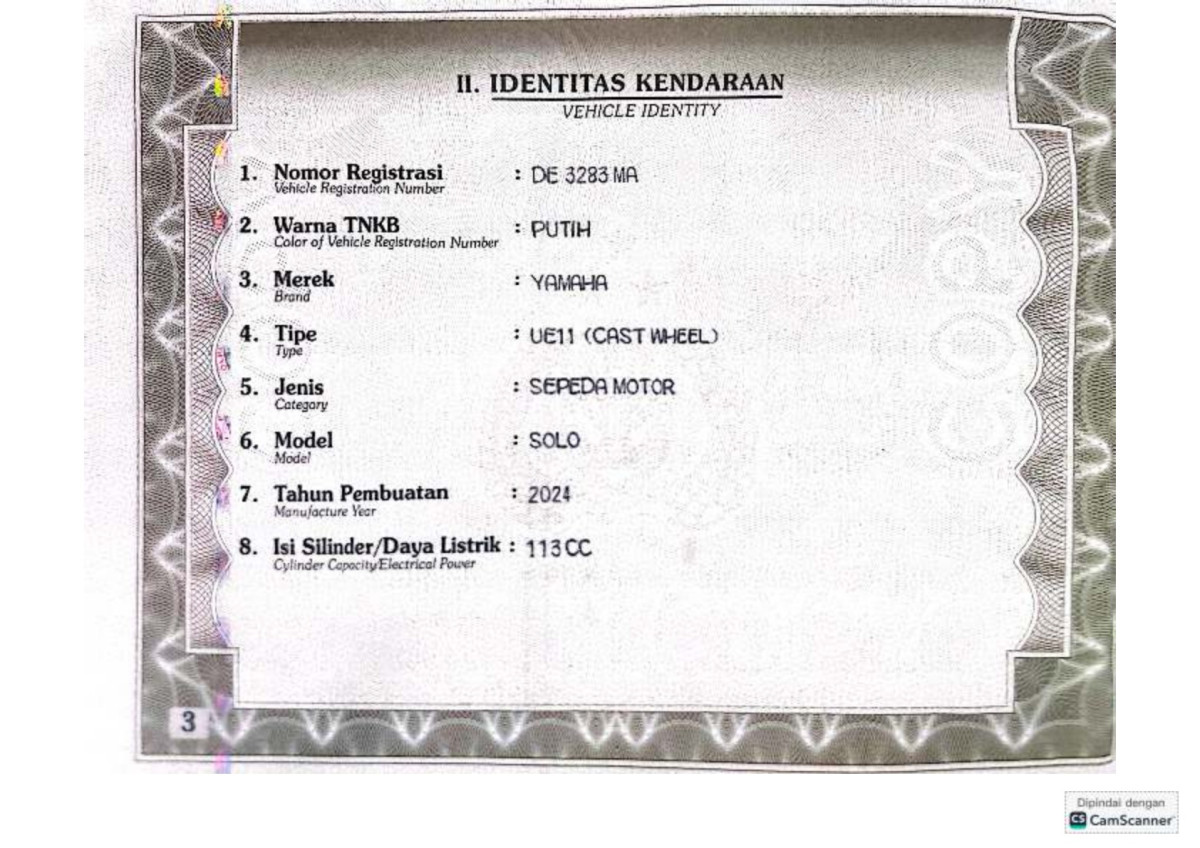 II. IDENTITAS KENDARAAN
VEHICLE IDENTITY
1. Nomor Registrasi : DE 3283 MA
Vehicle Registration Number
2. Warna TNKB : PUTIH
Color of Vehicle Registration Number
3. Merek : YAMAHA
Brand
4. Tipe : UE11 (CAST WHEEL)
Type
5. Jenis : SEPEDA MOTOR
Category
6. Model : SOLO
Model
7. Tahun Pembuatan : 2024
Manufacture Year
8. Isi Silinder/Daya Listrik : 113 CC
Cylinder Capacity/Electrical Power
COPY
3
Dipindai dengan
CS CamScanner